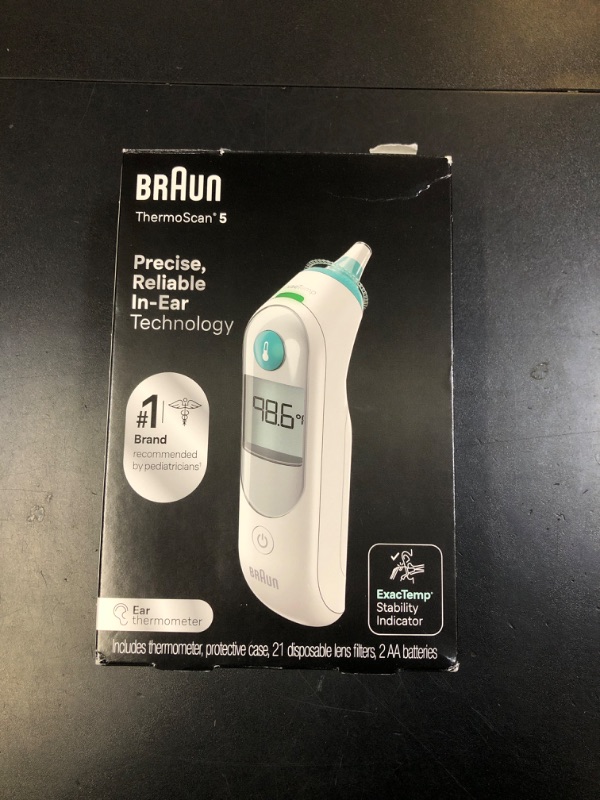 BRAUN
ThermoScan® 5
Precise,
Reliable
In-Ear
Technology
98.6°F
#1
Brand
recommended
by pediatricians¹
BRAUN
ExacTemp®
Stability
Indicator
Ear
thermometer
Includes thermometer, protective case, 21 disposable lens filters, 2 AA batteries